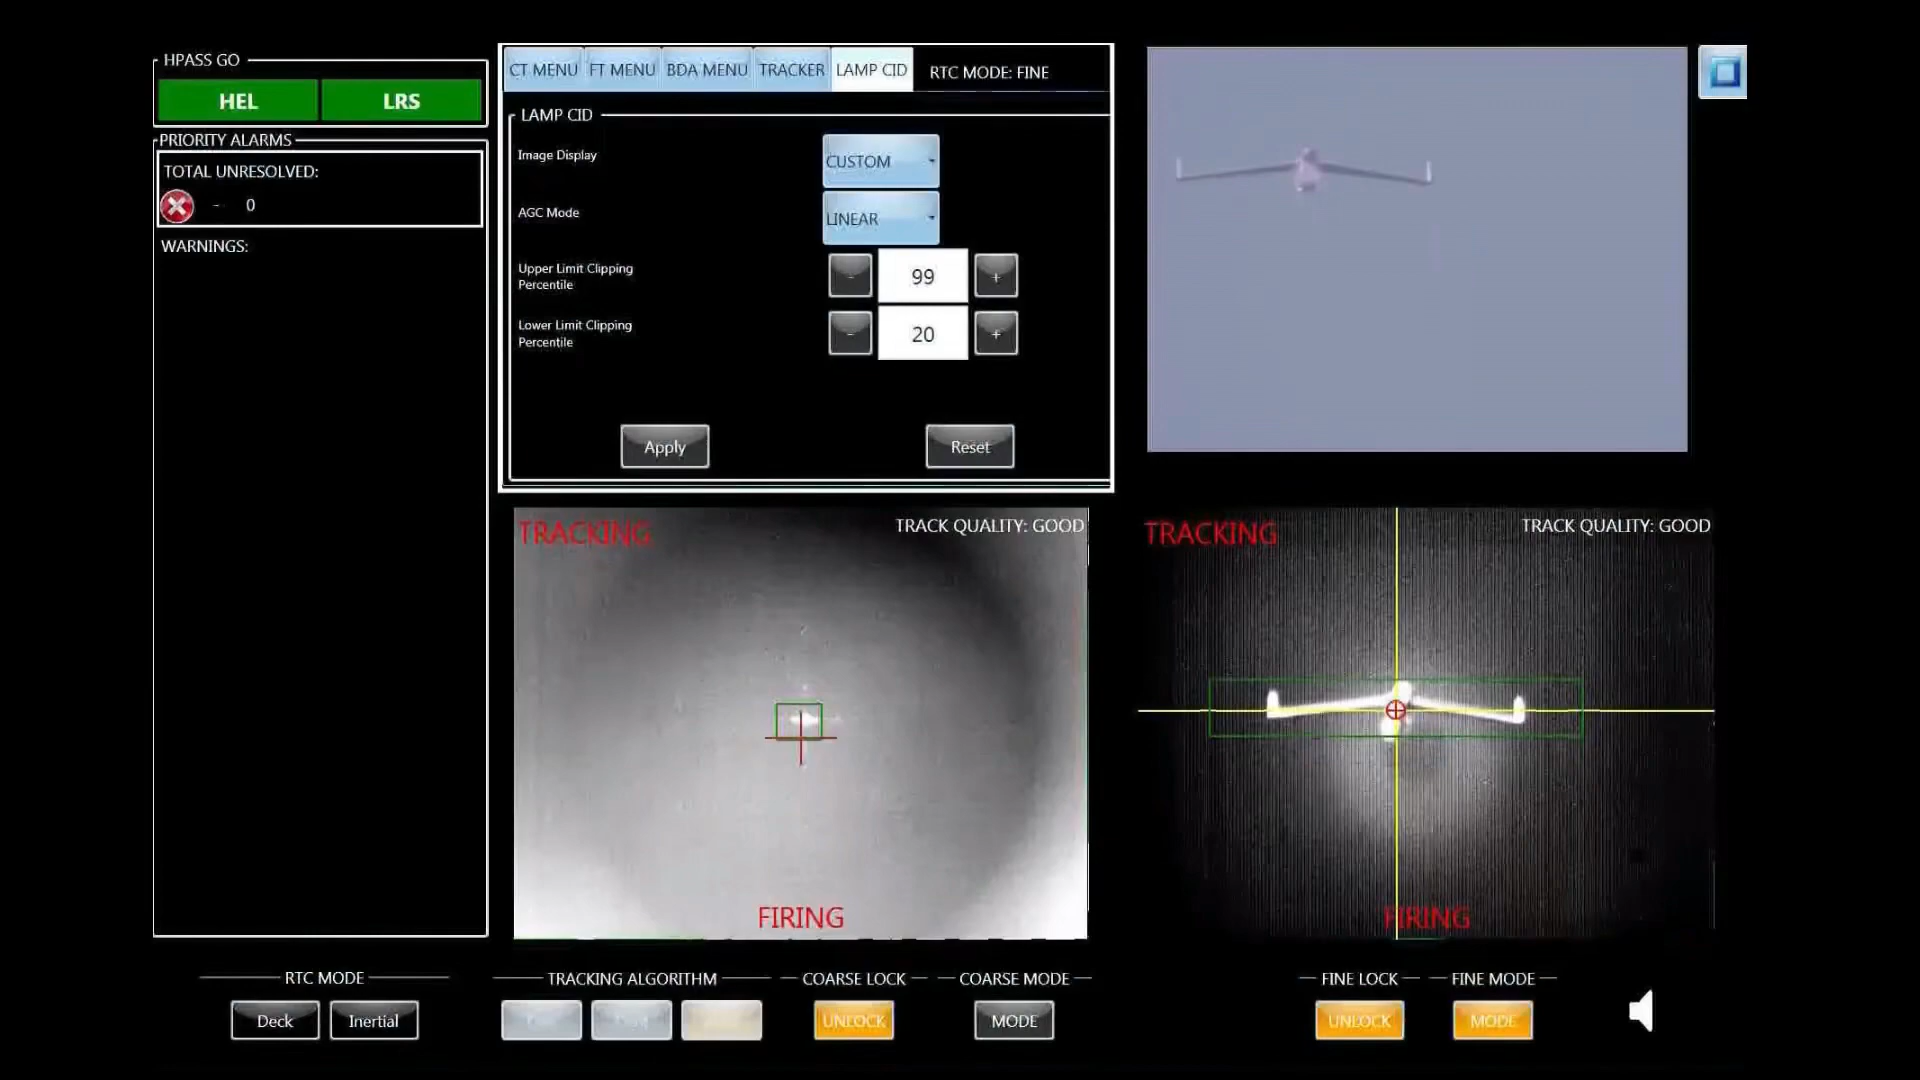 HPASS GO
HEL
LRS
PRIORITY ALARMS
TOTAL UNRESOLVED:
- 0
WARNINGS:
CT MENU
FT MENU
BDA MENU
TRACKER
LAMP CID
RTC MODE: FINE
LAMP CID
Image Display
CUSTOM
AGC Mode
LINEAR
Upper Limit Clipping
Percentile
- 99 +
Lower Limit Clipping
Percentile
- 20 +
Apply
Reset
TRACKING
TRACK QUALITY: GOOD
FIRING
TRACKING
TRACK QUALITY: GOOD
FIRING
RTC MODE
Deck
Inertial
TRACKING ALGORITHM
COARSE LOCK
UNLOCK
COARSE MODE
MODE
FINE LOCK
UNLOCK
FINE MODE
MODE